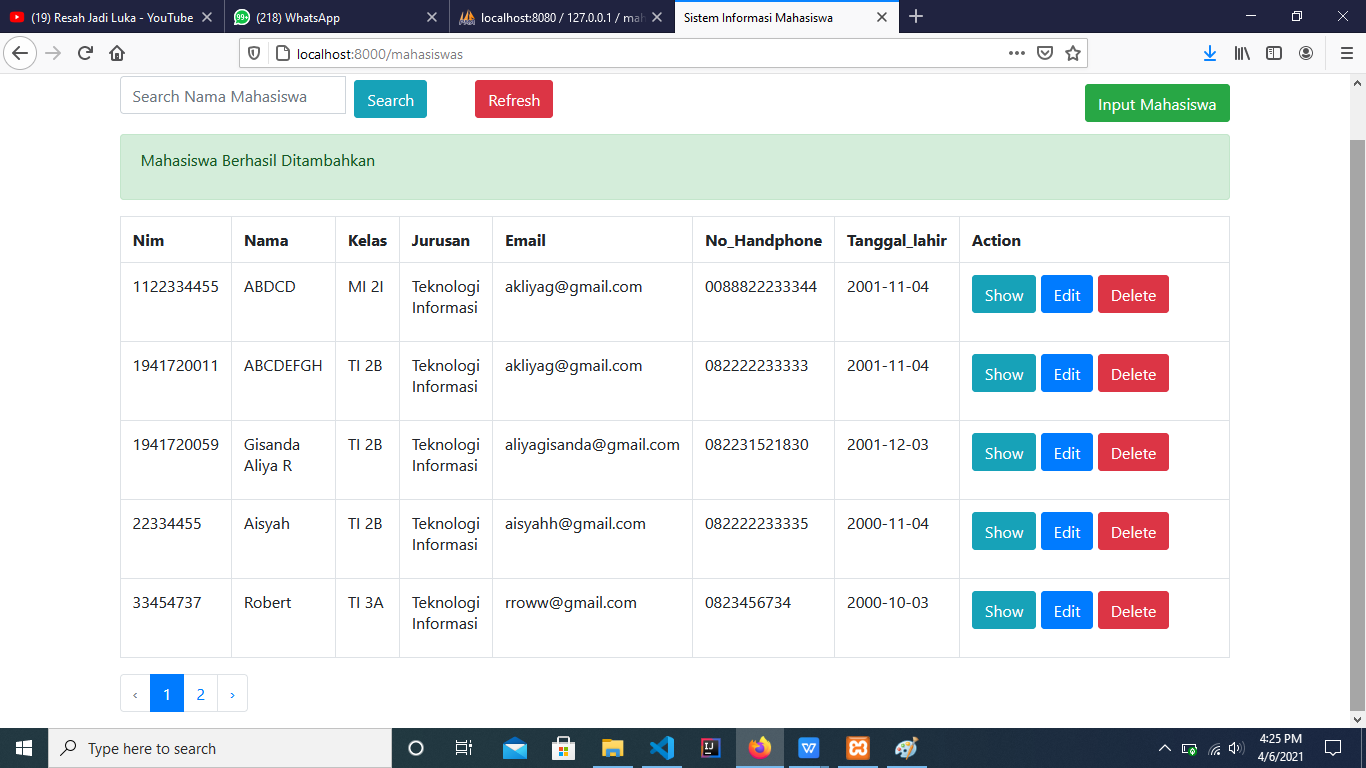 (19) Resah Jadi Luka - YouTube
99+ (218) WhatsApp
localhost:8080 / 127.0.0.1 / mah
Sistem Informasi Mahasiswa
localhost:8000/mahasiswas
Search Nama Mahasiswa Search Refresh Input Mahasiswa
Mahasiswa Berhasil Ditambahkan
Nim Nama Kelas Jurusan Email No_Handphone Tanggal_lahir Action
1122334455 ABDCD MI 2I Teknologi Informasi akliyag@gmail.com 0088822233344 2001-11-04 Show Edit Delete
1941720011 ABCDEFGH TI 2B Teknologi Informasi akliyag@gmail.com 082222233333 2001-11-04 Show Edit Delete
1941720059 Gisanda Aliya R TI 2B Teknologi Informasi aliyagisanda@gmail.com 082231521830 2001-12-03 Show Edit Delete
22334455 Aisyah TI 2B Teknologi Informasi aisyahh@gmail.com 082222233335 2000-11-04 Show Edit Delete
33454737 Robert TI 3A Teknologi Informasi rroww@gmail.com 0823456734 2000-10-03 Show Edit Delete
‹ 1 2 ›
Type here to search
4:25 PM
4/6/2021